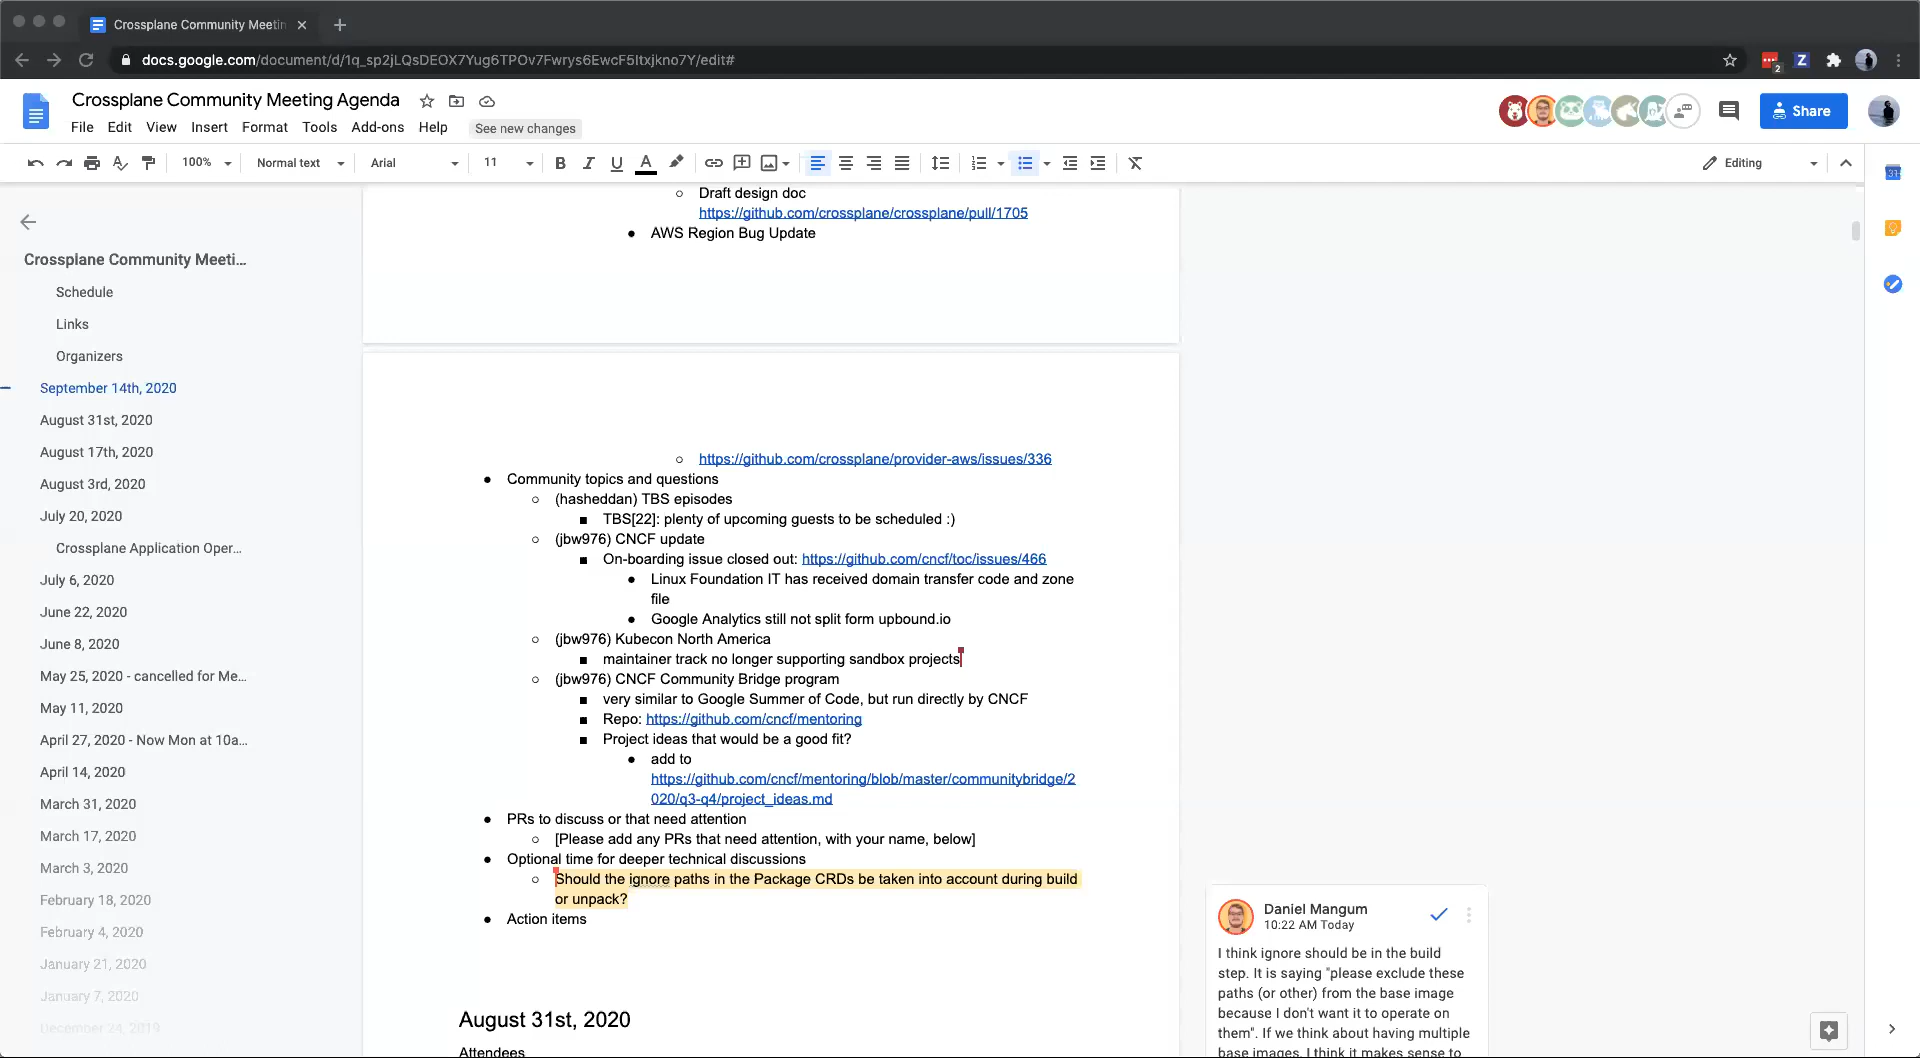 Crossplane Community Meetin
docs.google.com/document/d/1q_sp2jLQsDEOX7Yug6TPOv7Fwrys6EwcF5Itxjkno7Y/edit#
2
Z
Crossplane Community Meeting Agenda
File Edit View Insert Format Tools Add-ons Help See new changes
Share
100% Normal text Arial 11 B I U A Editing
31
Crossplane Community Meeti...
Schedule
Links
Organizers
September 14th, 2020
August 31st, 2020
August 17th, 2020
August 3rd, 2020
July 20, 2020
Crossplane Application Oper...
July 6, 2020
June 22, 2020
June 8, 2020
May 25, 2020 - cancelled for Me...
May 11, 2020
April 27, 2020 - Now Mon at 10a...
April 14, 2020
March 31, 2020
March 17, 2020
March 3, 2020
February 18, 2020
February 4, 2020
January 21, 2020
January 7, 2020
December 24, 2019
○ Draft design doc
https://github.com/crossplane/crossplane/pull/1705
● AWS Region Bug Update
○ https://github.com/crossplane/provider-aws/issues/336
● Community topics and questions
○ (hasheddan) TBS episodes
■ TBS[22]: plenty of upcoming guests to be scheduled :)
○ (jbw976) CNCF update
■ On-boarding issue closed out: https://github.com/cncf/toc/issues/466
● Linux Foundation IT has received domain transfer code and zone
file
● Google Analytics still not split form upbound.io
○ (jbw976) Kubecon North America
■ maintainer track no longer supporting sandbox projects
○ (jbw976) CNCF Community Bridge program
■ very similar to Google Summer of Code, but run directly by CNCF
■ Repo: https://github.com/cncf/mentoring
■ Project ideas that would be a good fit?
● add to
https://github.com/cncf/mentoring/blob/master/communitybridge/2
020/q3-q4/project_ideas.md
● PRs to discuss or that need attention
○ [Please add any PRs that need attention, with your name, below]
● Optional time for deeper technical discussions
○ Should the ignore paths in the Package CRDs be taken into account during build
or unpack?
● Action items
August 31st, 2020
Attendees
Daniel Mangum
10:22 AM Today
I think ignore should be in the build
step. It is saying "please exclude these
paths (or other) from the base image
because I don't want it to operate on
them". If we think about having multiple
base images, I think it makes sense to